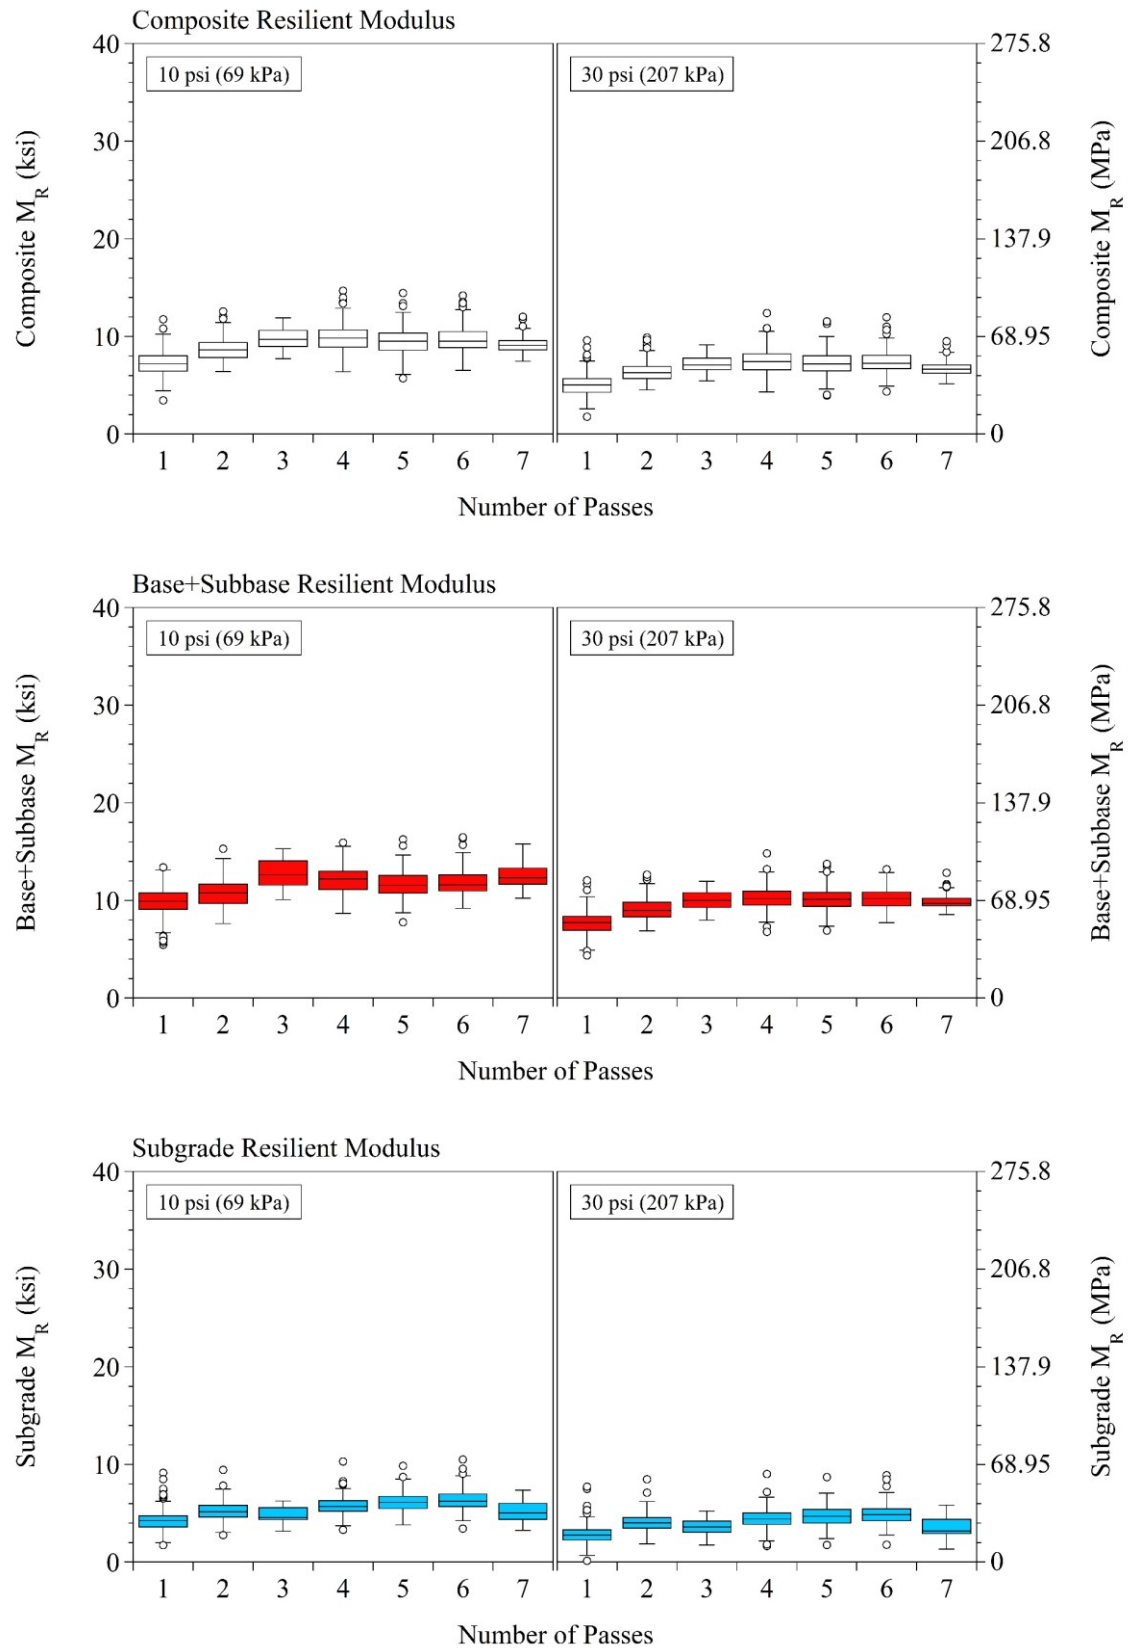 Composite Resilient Modulus
10 psi (69 kPa)
30 psi (207 kPa)
Composite M_R (ksi)
40
30
20
10
0
Composite M_R (MPa)
275.8
206.8
137.9
68.95
0
1 2 3 4 5 6 7
1 2 3 4 5 6 7
Number of Passes
Base+Subbase Resilient Modulus
10 psi (69 kPa)
30 psi (207 kPa)
Base+Subbase M_R (ksi)
40
30
20
10
0
Base+Subbase M_R (MPa)
275.8
206.8
137.9
68.95
0
1 2 3 4 5 6 7
1 2 3 4 5 6 7
Number of Passes
Subgrade Resilient Modulus
10 psi (69 kPa)
30 psi (207 kPa)
Subgrade M_R (ksi)
40
30
20
10
0
Subgrade M_R (MPa)
275.8
206.8
137.9
68.95
0
1 2 3 4 5 6 7
1 2 3 4 5 6 7
Number of Passes